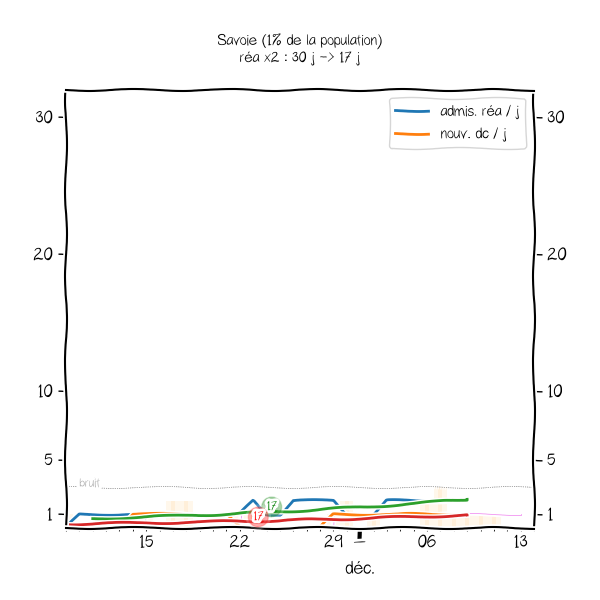 Savoie (1% de la population)
réa x2 : 30 j -> 17 j
admis. réa / j
nouv. dc / j
30
30
20
20
10
10
5
5
bruit
1
1
17
17
15
22
29
06
13
déc.